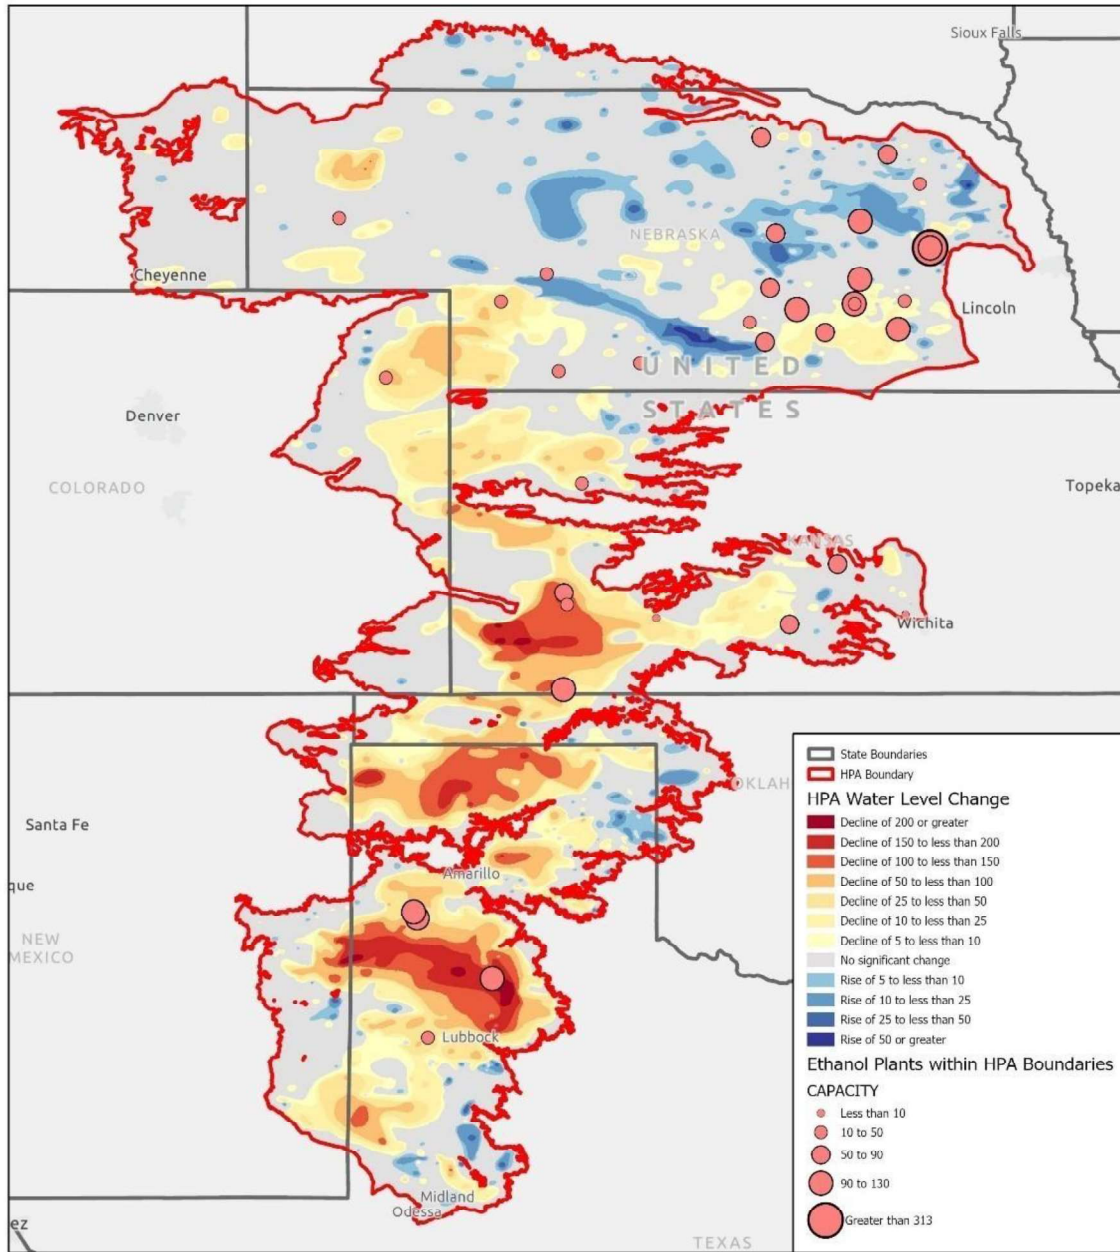 Sioux Falls
NEBRASKA
Cheyenne
Lincoln
UNITED
STATES
Denver
COLORADO
Topeka
KANSAS
Wichita
Santa Fe
OKLAH
Amarillo
que
NEW
MEXICO
Lubbock
Midland
Odessa
ez
TEXAS
State Boundaries
HPA Boundary
HPA Water Level Change
Decline of 200 or greater
Decline of 150 to less than 200
Decline of 100 to less than 150
Decline of 50 to less than 100
Decline of 25 to less than 50
Decline of 10 to less than 25
Decline of 5 to less than 10
No significant change
Rise of 5 to less than 10
Rise of 10 to less than 25
Rise of 25 to less than 50
Rise of 50 or greater
Ethanol Plants within HPA Boundaries
CAPACITY
Less than 10
10 to 50
50 to 90
90 to 130
Greater than 313